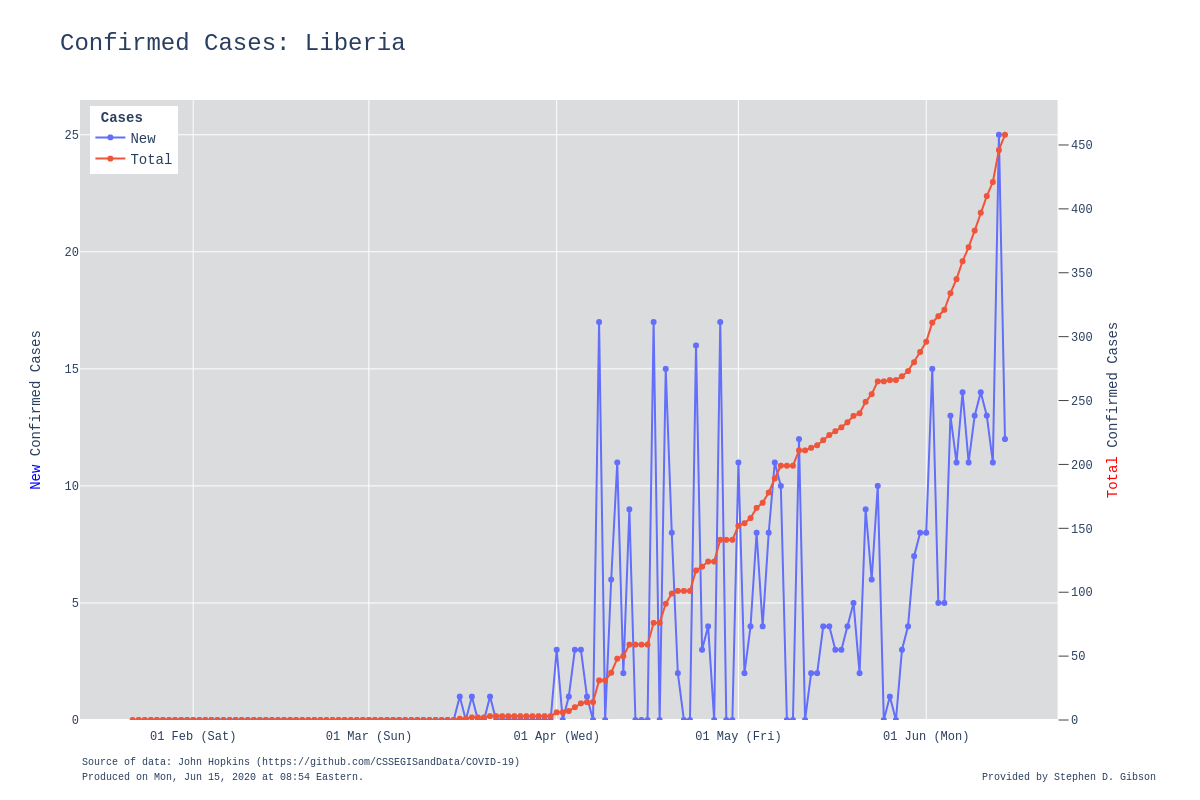 Confirmed Cases: Liberia
Cases
New
Total
25
20
15
10
5
0
450
400
350
300
250
200
150
100
50
0
New Confirmed Cases
Total Confirmed Cases
01 Feb (Sat)
01 Mar (Sun)
01 Apr (Wed)
01 May (Fri)
01 Jun (Mon)
Source of data: John Hopkins (https://github.com/CSSEGISandData/COVID-19)
Produced on Mon, Jun 15, 2020 at 08:54 Eastern.
Provided by Stephen D. Gibson